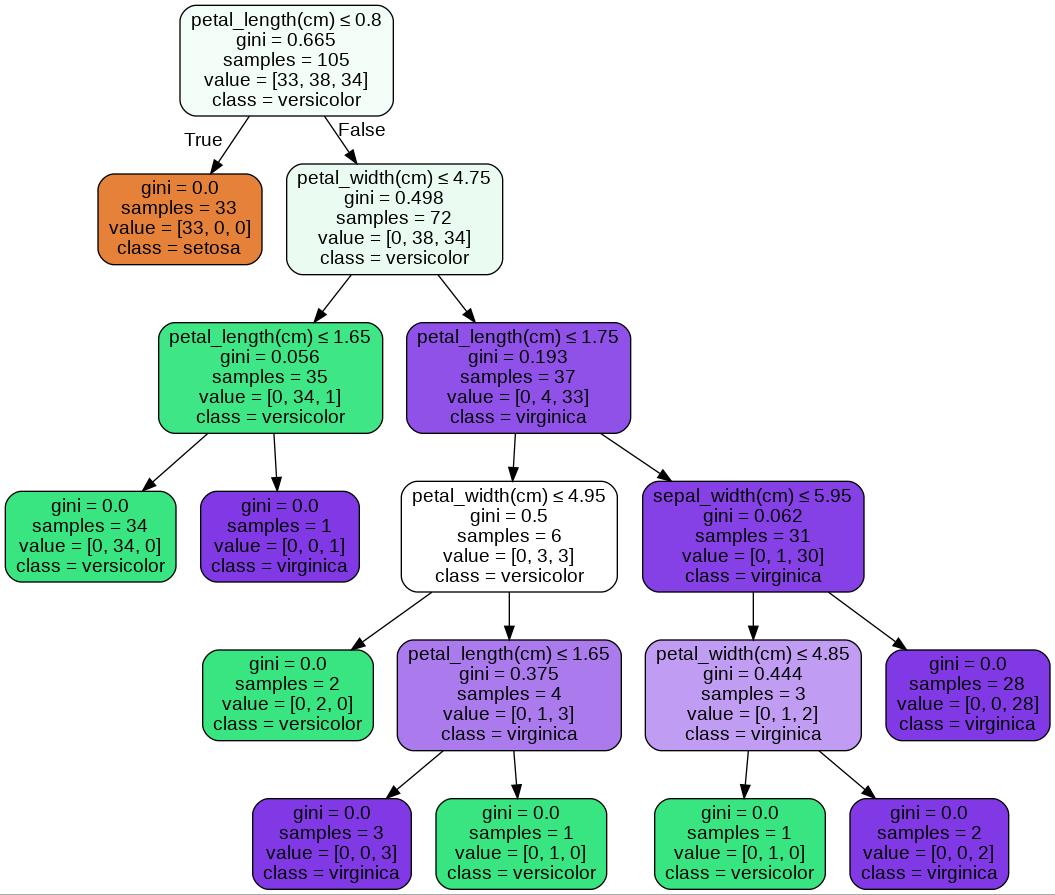 petal_length(cm) ≤ 0.8
gini = 0.665
samples = 105
value = [33, 38, 34]
class = versicolor
True
False
gini = 0.0
samples = 33
value = [33, 0, 0]
class = setosa
petal_width(cm) ≤ 4.75
gini = 0.498
samples = 72
value = [0, 38, 34]
class = versicolor
petal_length(cm) ≤ 1.65
gini = 0.056
samples = 35
value = [0, 34, 1]
class = versicolor
petal_length(cm) ≤ 1.75
gini = 0.193
samples = 37
value = [0, 4, 33]
class = virginica
gini = 0.0
samples = 34
value = [0, 34, 0]
class = versicolor
gini = 0.0
samples = 1
value = [0, 0, 1]
class = virginica
petal_width(cm) ≤ 4.95
gini = 0.5
samples = 6
value = [0, 3, 3]
class = versicolor
sepal_width(cm) ≤ 5.95
gini = 0.062
samples = 31
value = [0, 1, 30]
class = virginica
gini = 0.0
samples = 2
value = [0, 2, 0]
class = versicolor
petal_length(cm) ≤ 1.65
gini = 0.375
samples = 4
value = [0, 1, 3]
class = virginica
petal_width(cm) ≤ 4.85
gini = 0.444
samples = 3
value = [0, 1, 2]
class = virginica
gini = 0.0
samples = 28
value = [0, 0, 28]
class = virginica
gini = 0.0
samples = 3
value = [0, 0, 3]
class = virginica
gini = 0.0
samples = 1
value = [0, 1, 0]
class = versicolor
gini = 0.0
samples = 1
value = [0, 1, 0]
class = versicolor
gini = 0.0
samples = 2
value = [0, 0, 2]
class = virginica